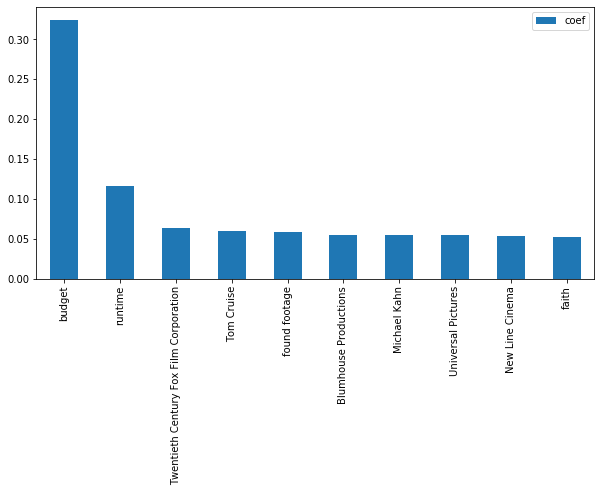 coef
0.30
0.25
0.20
0.15
0.10
0.05
0.00
budget
runtime
Twentieth Century Fox Film Corporation
Tom Cruise
found footage
Blumhouse Productions
Michael Kahn
Universal Pictures
New Line Cinema
faith